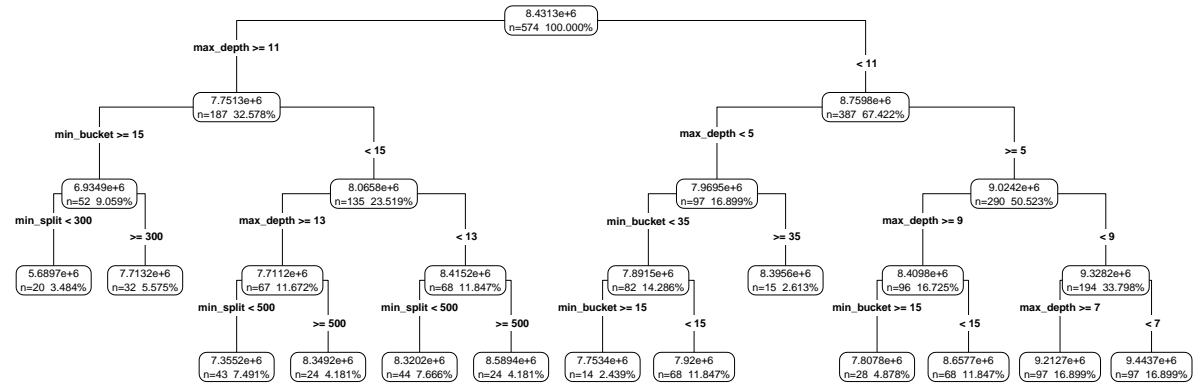 8.4313e+6
n=574 100.000%
max_depth >= 11
< 11
7.7513e+6
n=187 32.578%
8.7598e+6
n=387 67.422%
min_bucket >= 15
< 15
max_depth < 5
>= 5
6.9349e+6
n=52 9.059%
8.0658e+6
n=135 23.519%
7.9695e+6
n=97 16.899%
9.0242e+6
n=290 50.523%
min_split < 300
>= 300
max_depth >= 13
< 13
min_bucket < 35
>= 35
max_depth >= 9
< 9
5.6897e+6
n=20 3.484%
7.7132e+6
n=32 5.575%
7.7112e+6
n=67 11.672%
8.4152e+6
n=68 11.847%
7.8915e+6
n=82 14.286%
8.3956e+6
n=15 2.613%
8.4098e+6
n=96 16.725%
9.3282e+6
n=194 33.798%
min_split < 500
>= 500
min_split < 500
>= 500
min_bucket >= 15
< 15
min_bucket >= 15
< 15
max_depth >= 7
< 7
7.3552e+6
n=43 7.491%
8.3492e+6
n=24 4.181%
8.3202e+6
n=44 7.666%
8.5894e+6
n=24 4.181%
7.7534e+6
n=14 2.439%
7.92e+6
n=68 11.847%
7.8078e+6
n=28 4.878%
8.6577e+6
n=68 11.847%
9.2127e+6
n=97 16.899%
9.4437e+6
n=97 16.899%